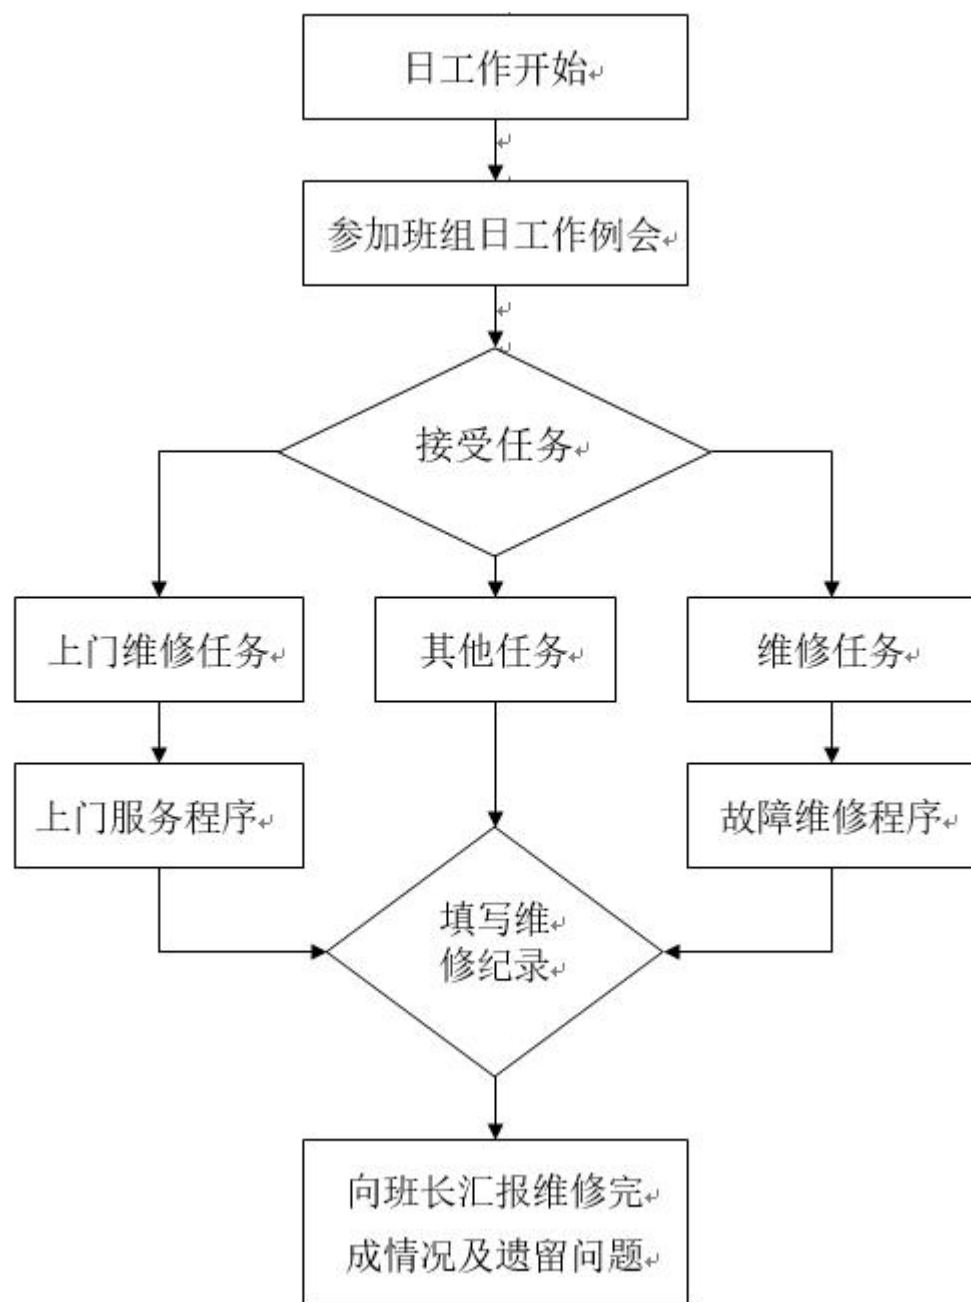 日工作开始
参加班组日工作例会
接受任务
上门维修任务
其他任务
维修任务
上门服务程序
故障维修程序
填写维
修纪录
向班长汇报维修完
成情况及遗留问题